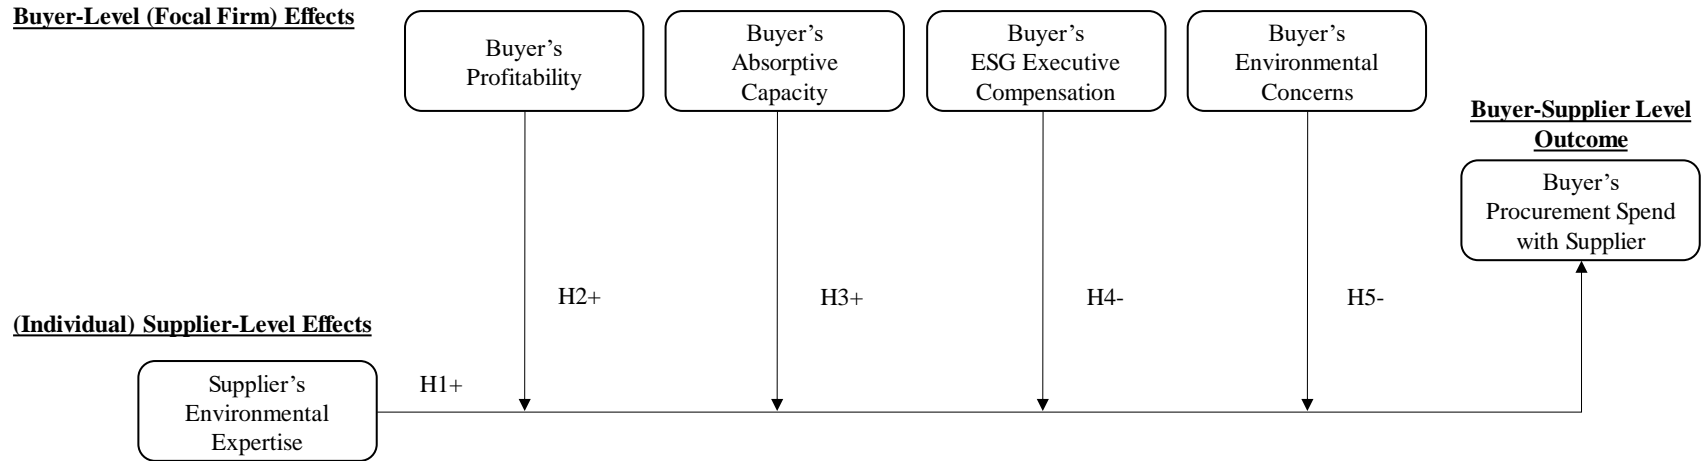 Buyer-Level (Focal Firm) Effects
Buyer’s
Profitability
Buyer’s
Absorptive
Capacity
Buyer’s
ESG Executive
Compensation
Buyer’s
Environmental
Concerns
Buyer-Supplier Level
Outcome
Buyer’s
Procurement Spend
with Supplier
H2+
H3+
H4-
H5-
(Individual) Supplier-Level Effects
Supplier’s
Environmental
Expertise
H1+